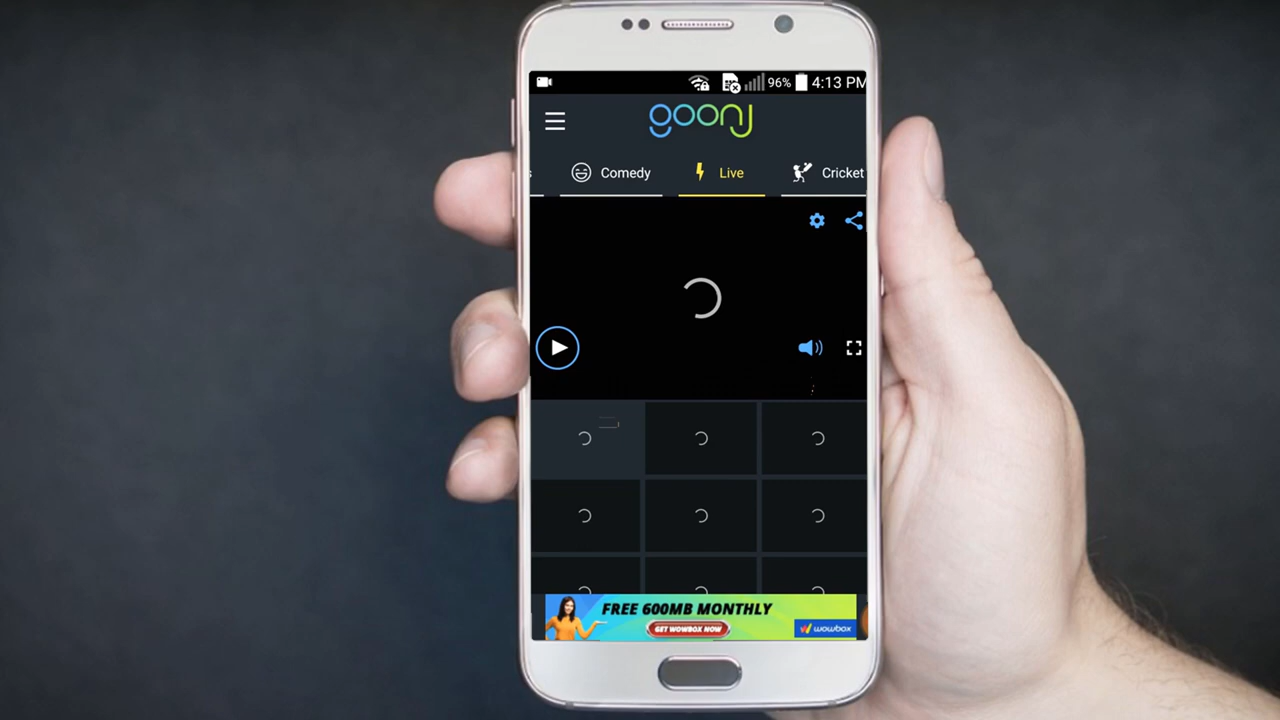 96% 4:13 PM
goonj
s Comedy Live Cricket
FREE 600MB MONTHLY
GET WOWBOX NOW
wowbox